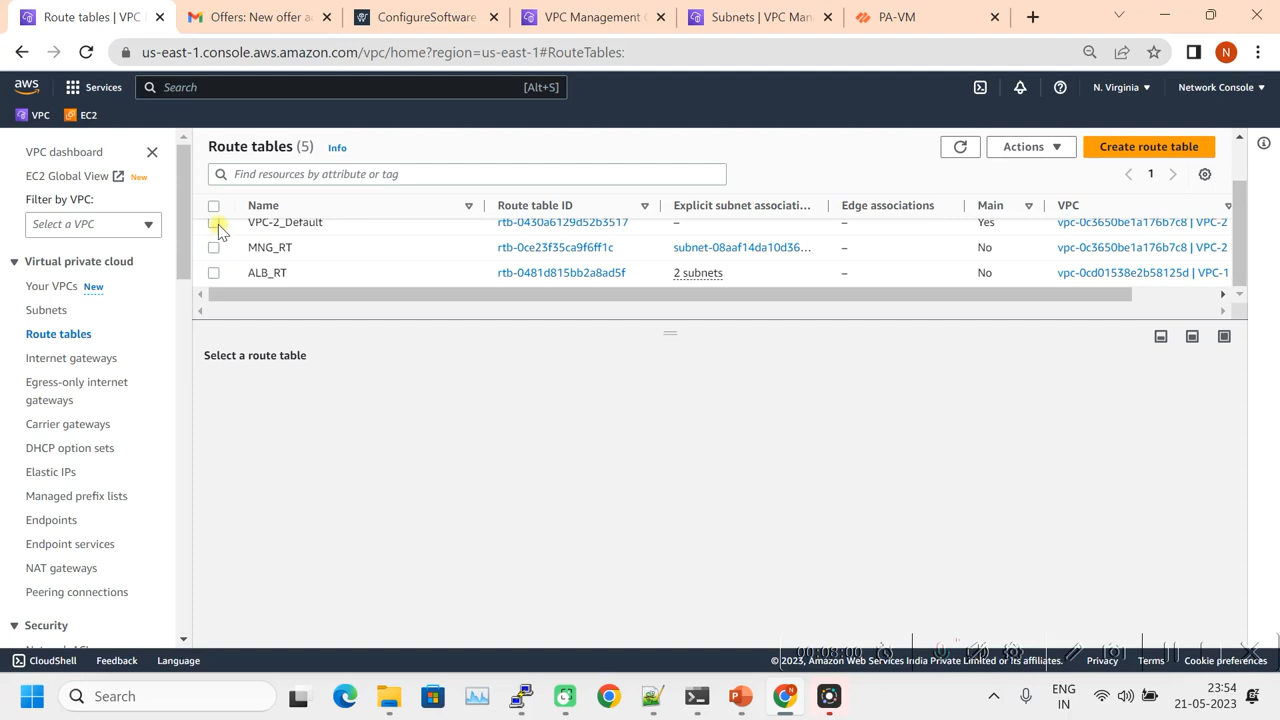 Route tables | VPC M
Offers: New offer a
ConfigureSoftware
VPC Management C
Subnets | VPC Man
PA-VM
us-east-1.console.aws.amazon.com/vpc/home?region=us-east-1#RouteTables:
N
aws
Services
Search
[Alt+S]
N. Virginia
Network Console
VPC
EC2
VPC dashboard
EC2 Global View
New
Filter by VPC:
Select a VPC
Virtual private cloud
Your VPCs
New
Subnets
Route tables
Internet gateways
Egress-only internet
gateways
Carrier gateways
DHCP option sets
Elastic IPs
Managed prefix lists
Endpoints
Endpoint services
NAT gateways
Peering connections
Security
Route tables (5) Info
Actions
Create route table
Find resources by attribute or tag
1
Name
Route table ID
Explicit subnet associati...
Edge associations
Main
VPC
VPC-2_Default rtb-0430a6129d52b3517 – – Yes vpc-0c3650be1a176b7c8 | VPC-2
MNG_RT rtb-0ce23f35ca9f6ff1c subnet-08aaf14da10d36... – No vpc-0c3650be1a176b7c8 | VPC-2
ALB_RT rtb-0481d815bb2a8ad5f 2 subnets – No vpc-0cd01538e2b58125d | VPC-1
Select a route table
00:08:00
CloudShell
Feedback
Language
© 2023, Amazon Web Services India Private Limited or its affiliates.
Privacy
Terms
Cookie preferences
Search
ENG
IN
23:54
21-05-2023